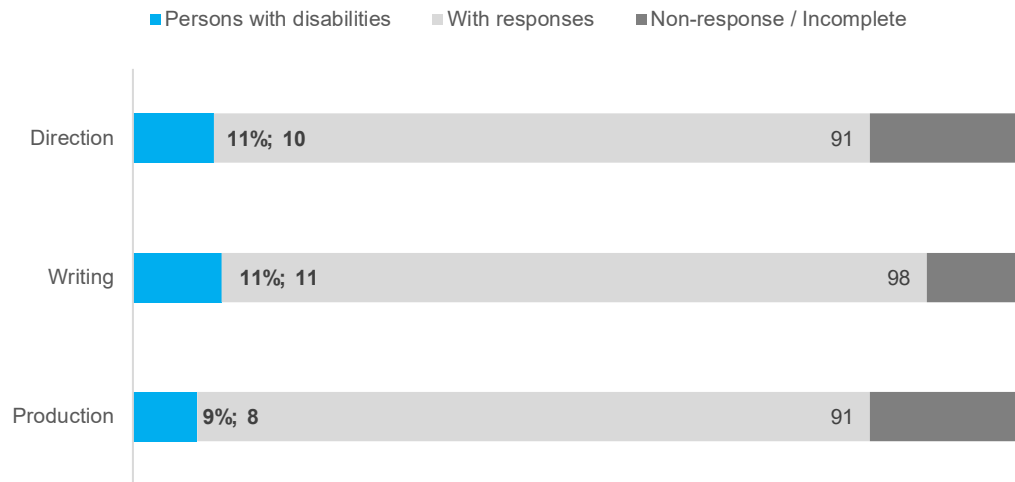 Persons with disabilities With responses Non-response / Incomplete
Direction 11%; 10 91
Writing 11%; 11 98
Production 9%; 8 91